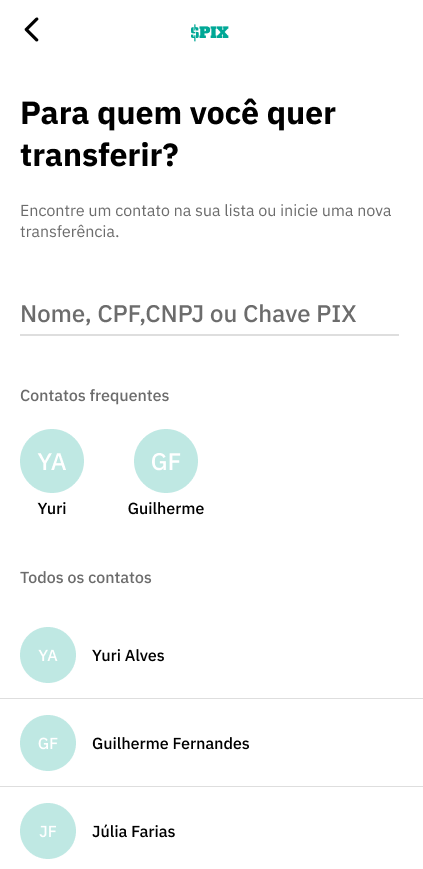 $PIX
Para quem você quer
transferir?
Encontre um contato na sua lista ou inicie uma nova
transferência.
Nome, CPF,CNPJ ou Chave PIX
Contatos frequentes
YA
GF
Yuri
Guilherme
Todos os contatos
YA
Yuri Alves
GF
Guilherme Fernandes
JF
Júlia Farias